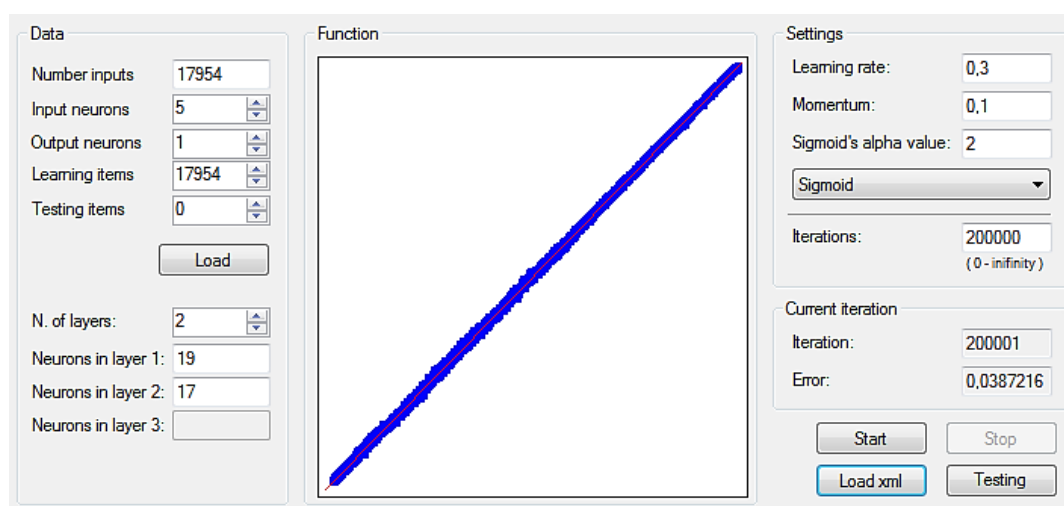 Data
Number inputs 17954
Input neurons 5
Output neurons 1
Learning items 17954
Testing items 0
Load
N. of layers: 2
Neurons in layer 1: 19
Neurons in layer 2: 17
Neurons in layer 3:
Function
Settings
Learning rate: 0,3
Momentum: 0,1
Sigmoid's alpha value: 2
Sigmoid
Iterations: 200000
( 0 - inifinity )
Current iteration
Iteration: 200001
Error: 0,0387216
Start Stop
Load xml Testing